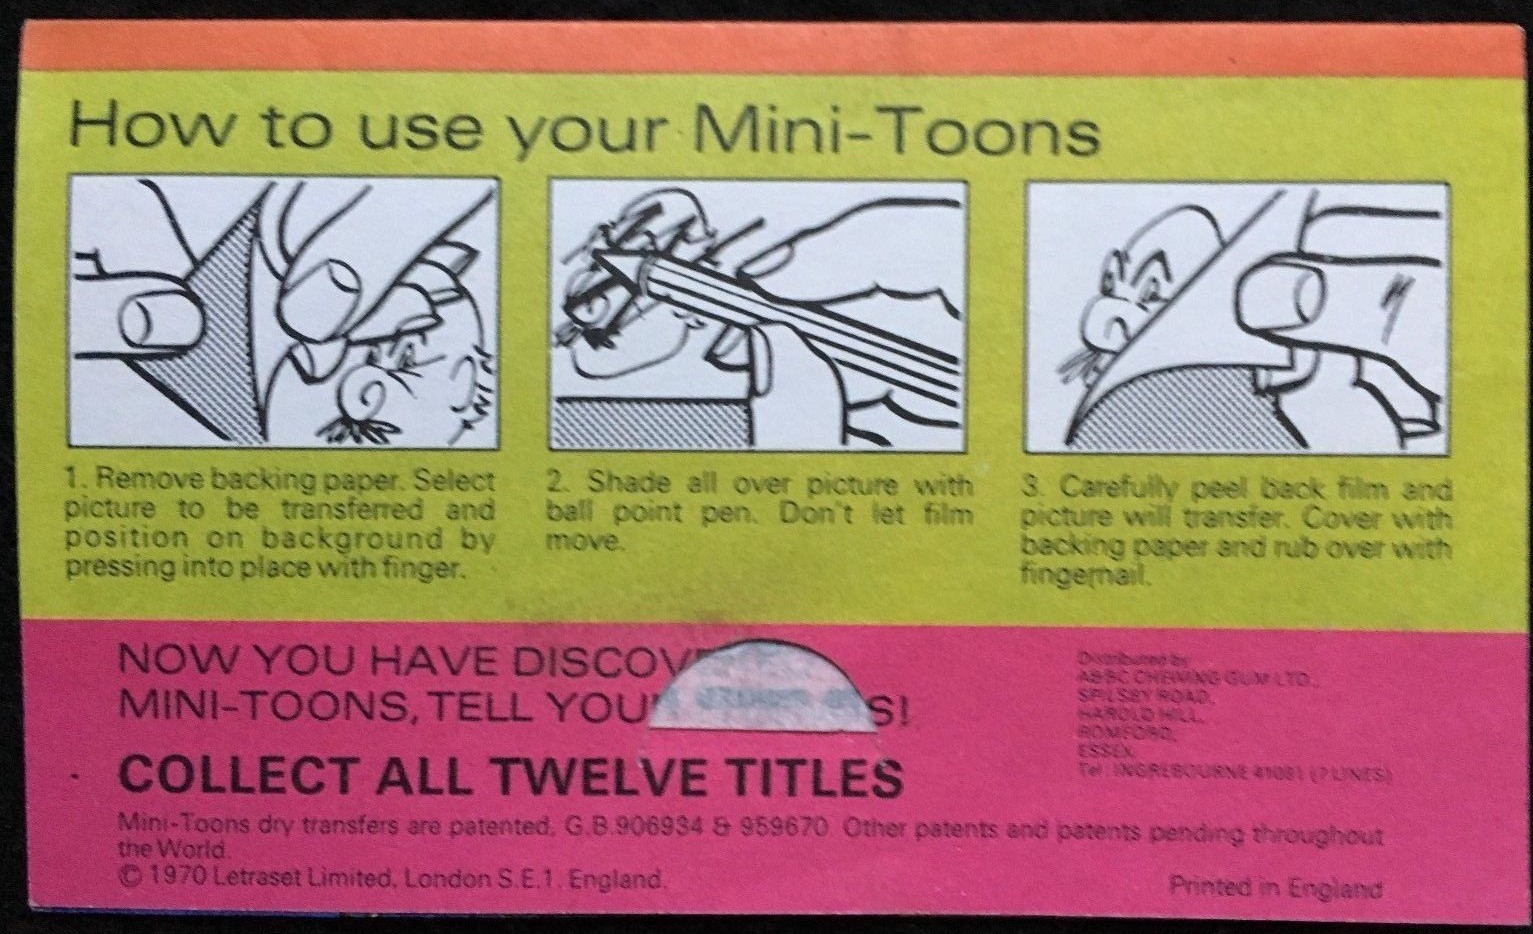 How to use your Mini-Toons
1. Remove backing paper. Select
picture to be transferred and
position on background by
pressing into place with finger.
2. Shade all over picture with
ball point pen. Don't let film
move.
3. Carefully peel back film and
picture will transfer. Cover with
backing paper and rub over with
fingernail.
NOW YOU HAVE DISCOV
MINI-TOONS, TELL YOU S!
COLLECT ALL TWELVE TITLES
Mini-Toons dry transfers are patented, G.B.906934 & 959670. Other patents and patents pending throughout
the World.
© 1970 Letraset Limited, London S.E.1. England.
Distributed by
A&BC CHEWING GUM LTD.,
SPILSBY ROAD,
HAROLD HILL,
ROMFORD,
ESSEX.
Tel: INGREBOURNE 41081 (7 LINES)
Printed in England